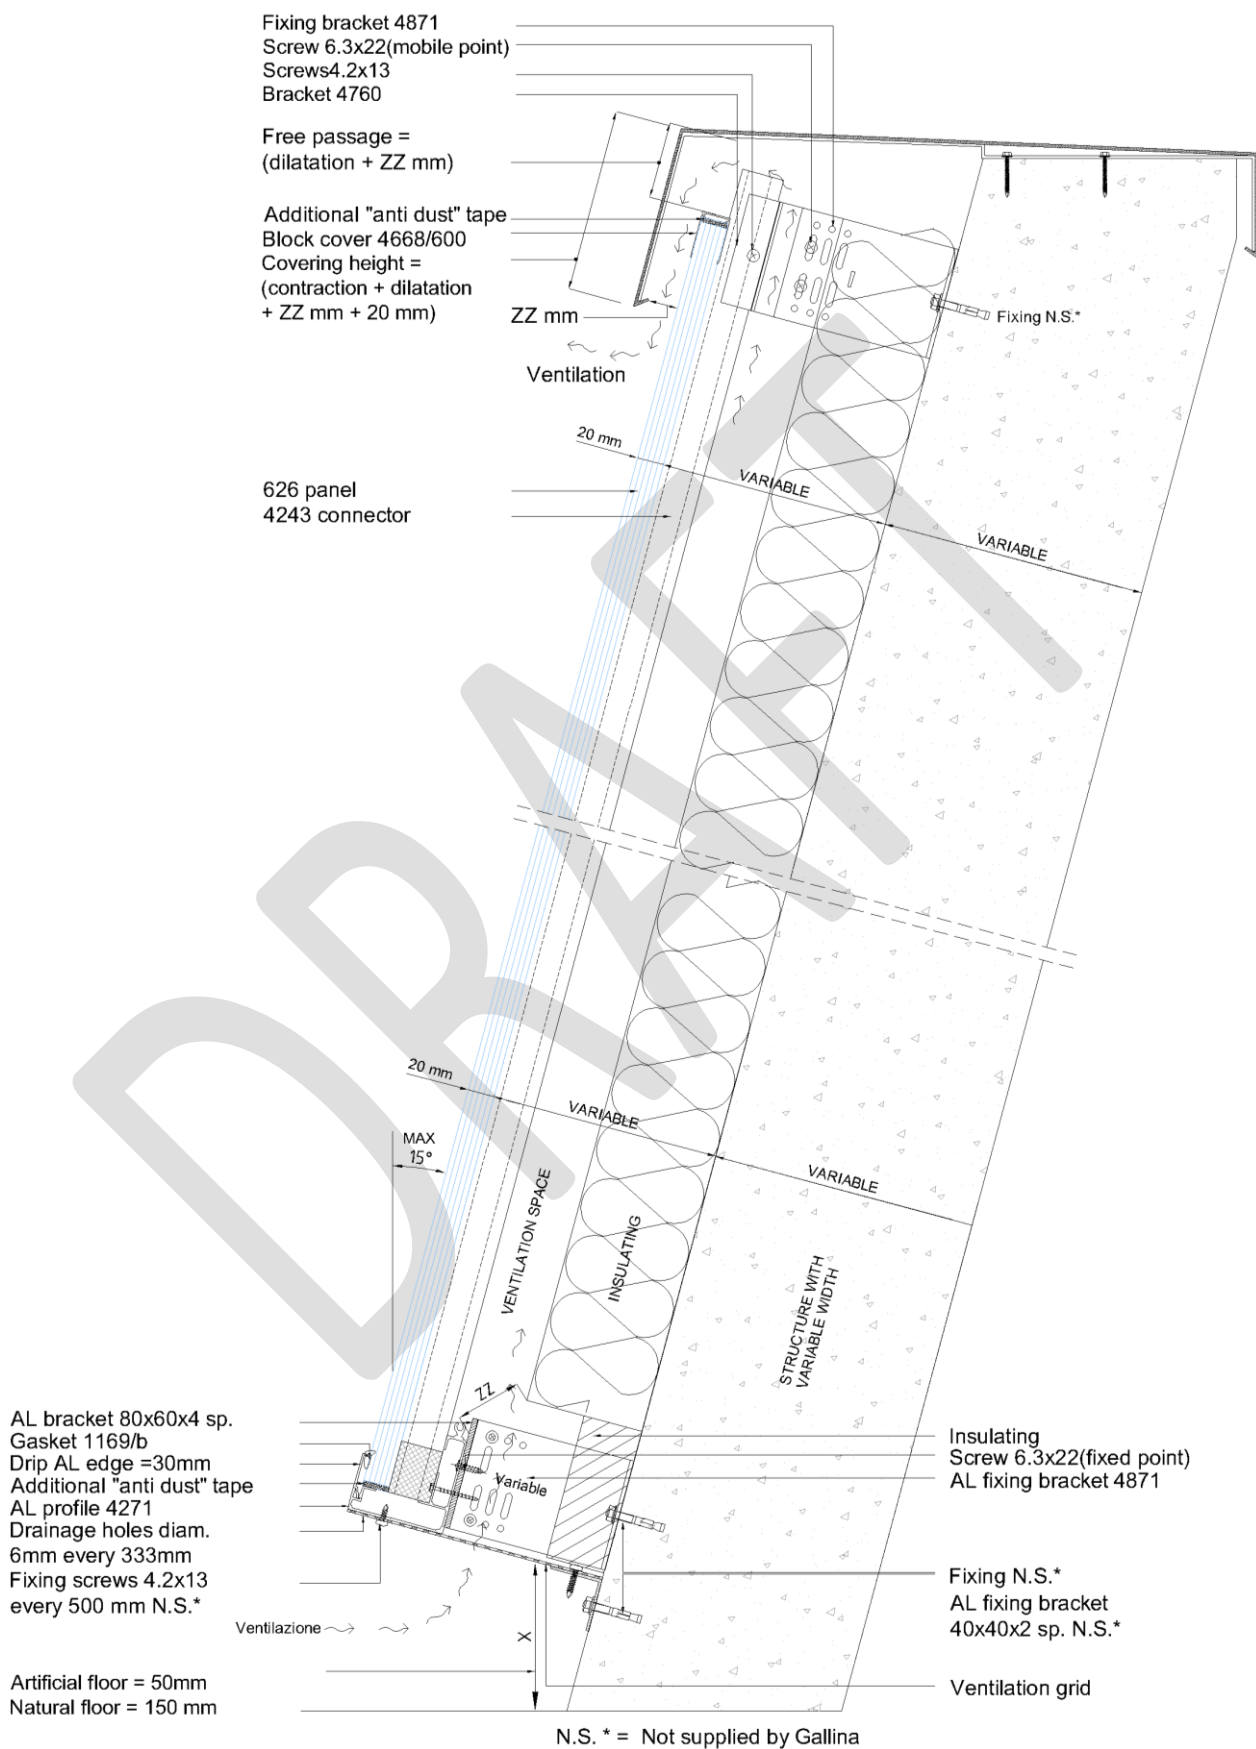 Fixing bracket 4871
Screw 6.3x22(mobile point)
Screws4.2x13
Bracket 4760
Free passage =
(dilatation + ZZ mm)
Additional "anti dust" tape
Block cover 4668/600
Covering height =
(contraction + dilatation
+ ZZ mm + 20 mm)
ZZ mm
Fixing N.S.*
Ventilation
20 mm
VARIABLE
626 panel
4243 connector
VARIABLE
DRAFT
20 mm
VARIABLE
MAX
15°
VARIABLE
VENTILATION SPACE
INSULATING
STRUCTURE WITH
VARIABLE WIDTH
ZZ
AL bracket 80x60x4 sp.
Gasket 1169/b
Drip AL edge =30mm
Additional "anti dust" tape
AL profile 4271
Drainage holes diam.
6mm every 333mm
Fixing screws 4.2x13
every 500 mm N.S.*
Variable
Insulating
Screw 6.3x22(fixed point)
AL fixing bracket 4871
Fixing N.S.*
AL fixing bracket
40x40x2 sp. N.S.*
Ventilazione
X
Artificial floor = 50mm
Natural floor = 150 mm
Ventilation grid
N.S. * = Not supplied by Gallina